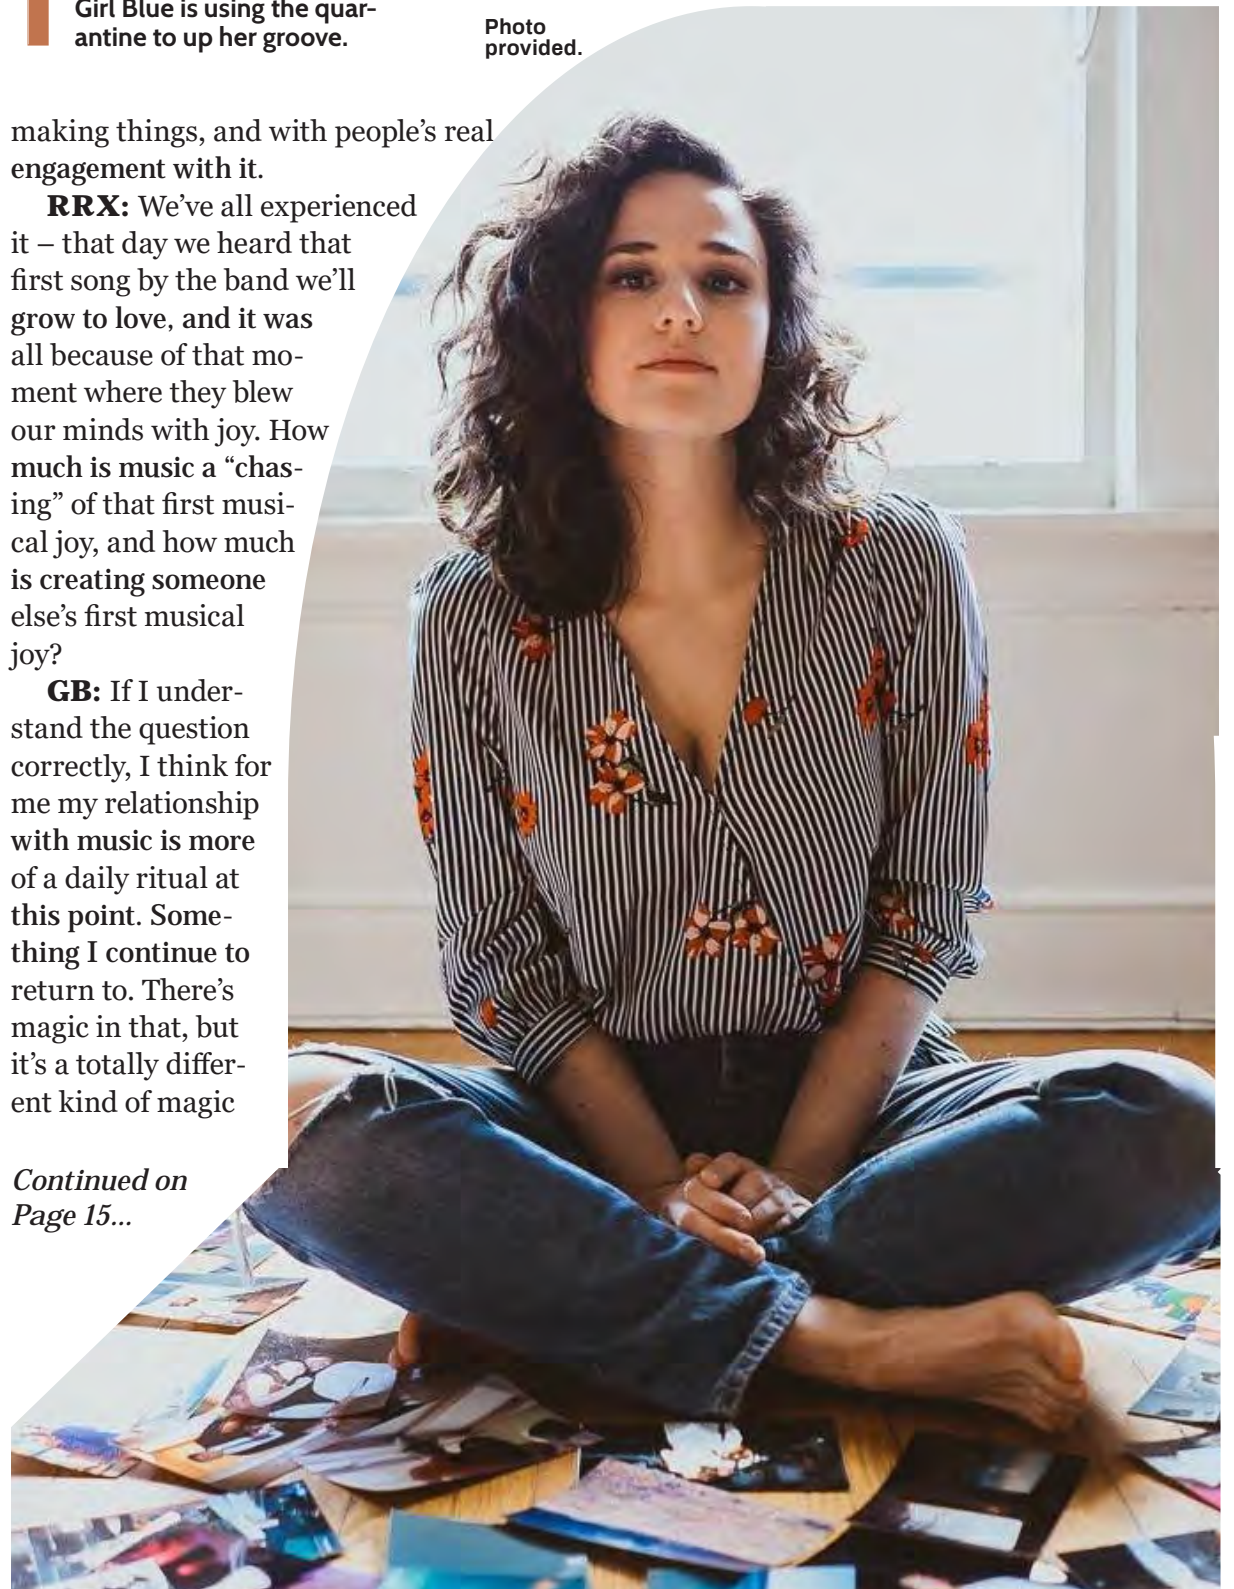 Girl Blue is using the quar-
antine to up her groove.
Photo
provided.
making things, and with people's real
engagement with it.
RRX: We've all experienced
it – that day we heard that
first song by the band we'll
grow to love, and it was
all because of that mo-
ment where they blew
our minds with joy. How
much is music a “chas-
ing” of that first musi-
cal joy, and how much
is creating someone
else's first musical
joy?
GB: If I under-
stand the question
correctly, I think for
me my relationship
with music is more
of a daily ritual at
this point. Some-
thing I continue to
return to. There's
magic in that, but
it's a totally differ-
ent kind of magic
Continued on
Page 15...